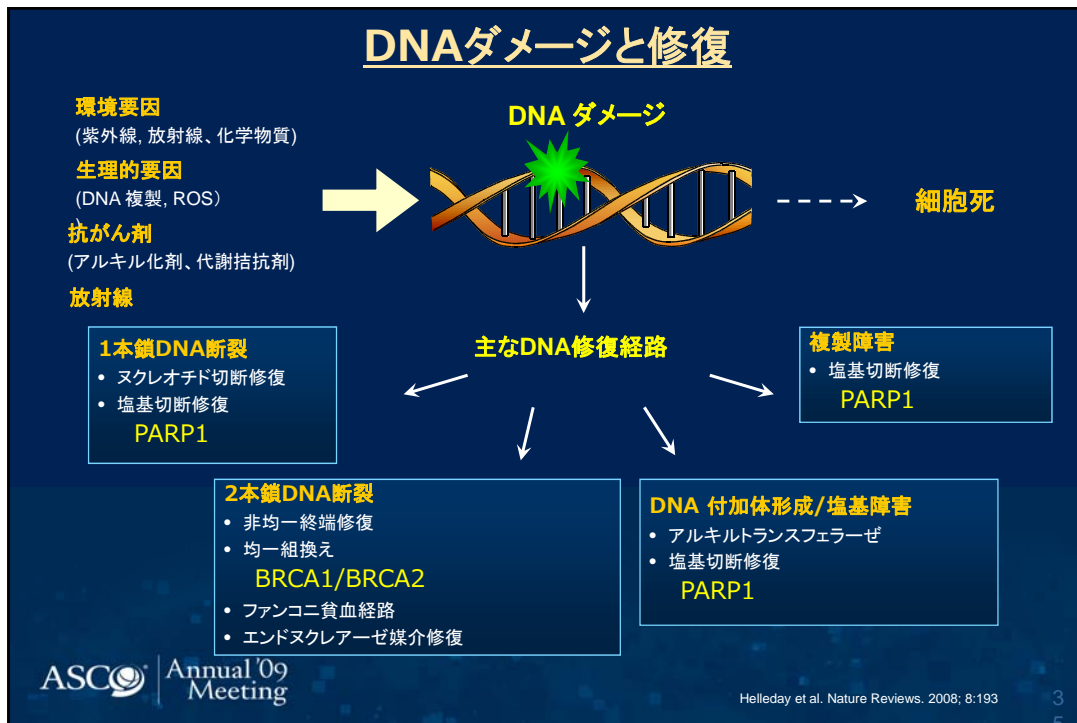 DNAダメージと修復
環境要因
(紫外線, 放射線、化学物質)
生理的要因
(DNA 複製, ROS）
)
抗がん剤
(アルキル化剤、代謝拮抗剤)
放射線
DNA ダメージ
細胞死
主なDNA修復経路
1本鎖DNA断裂
• ヌクレオチド切断修復
• 塩基切断修復
PARP1
複製障害
• 塩基切断修復
PARP1
2本鎖DNA断裂
• 非均一終端修復
• 均一組換え
BRCA1/BRCA2
• ファンコニ貧血経路
• エンドヌクレアーゼ媒介修復
DNA 付加体形成/塩基障害
• アルキルトランスフェラーゼ
• 塩基切断修復
PARP1
ASCO Annual '09
Meeting
Helleday et al. Nature Reviews. 2008; 8:193
3
5